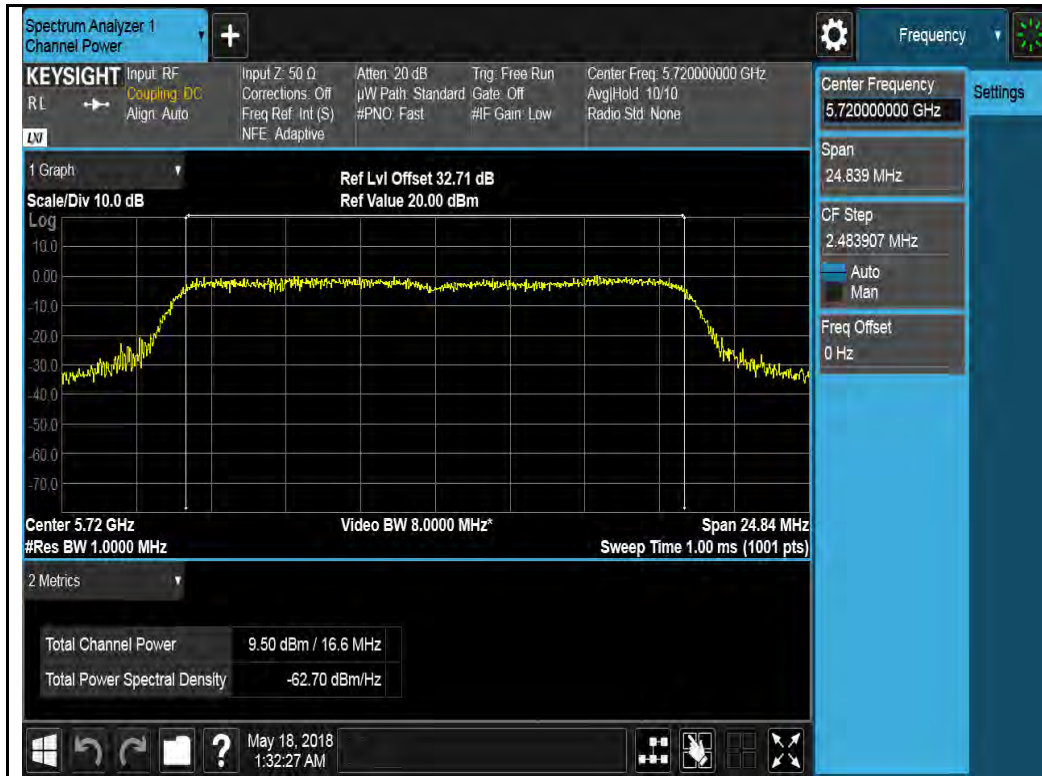 Spectrum Analyzer 1
Channel Power
+
Frequency
KEYSIGHT
RL
LXI
Input: RF
Coupling: DC
Align: Auto
Input Z: 50 Ω
Corrections: Off
Freq Ref: Int (S)
NFE: Adaptive
Atten: 20 dB
µW Path: Standard
#PNO: Fast
Trig: Free Run
Gate: Off
#IF Gain: Low
Center Freq: 5.720000000 GHz
Avg|Hold: 10/10
Radio Std: None
Center Frequency
5.720000000 GHz
Settings
Span
24.839 MHz
CF Step
2.483907 MHz
Auto
Man
Freq Offset
0 Hz
1 Graph
Scale/Div 10.0 dB
Ref Lvl Offset 32.71 dB
Ref Value 20.00 dBm
Log
10.0
0.00
-10.0
-20.0
-30.0
-40.0
-50.0
-60.0
-70.0
Center 5.72 GHz
#Res BW 1.0000 MHz
Video BW 8.0000 MHz*
Span 24.84 MHz
Sweep Time 1.00 ms (1001 pts)
2 Metrics
Total Channel Power 9.50 dBm / 16.6 MHz
Total Power Spectral Density -62.70 dBm/Hz
?
May 18, 2018
1:32:27 AM